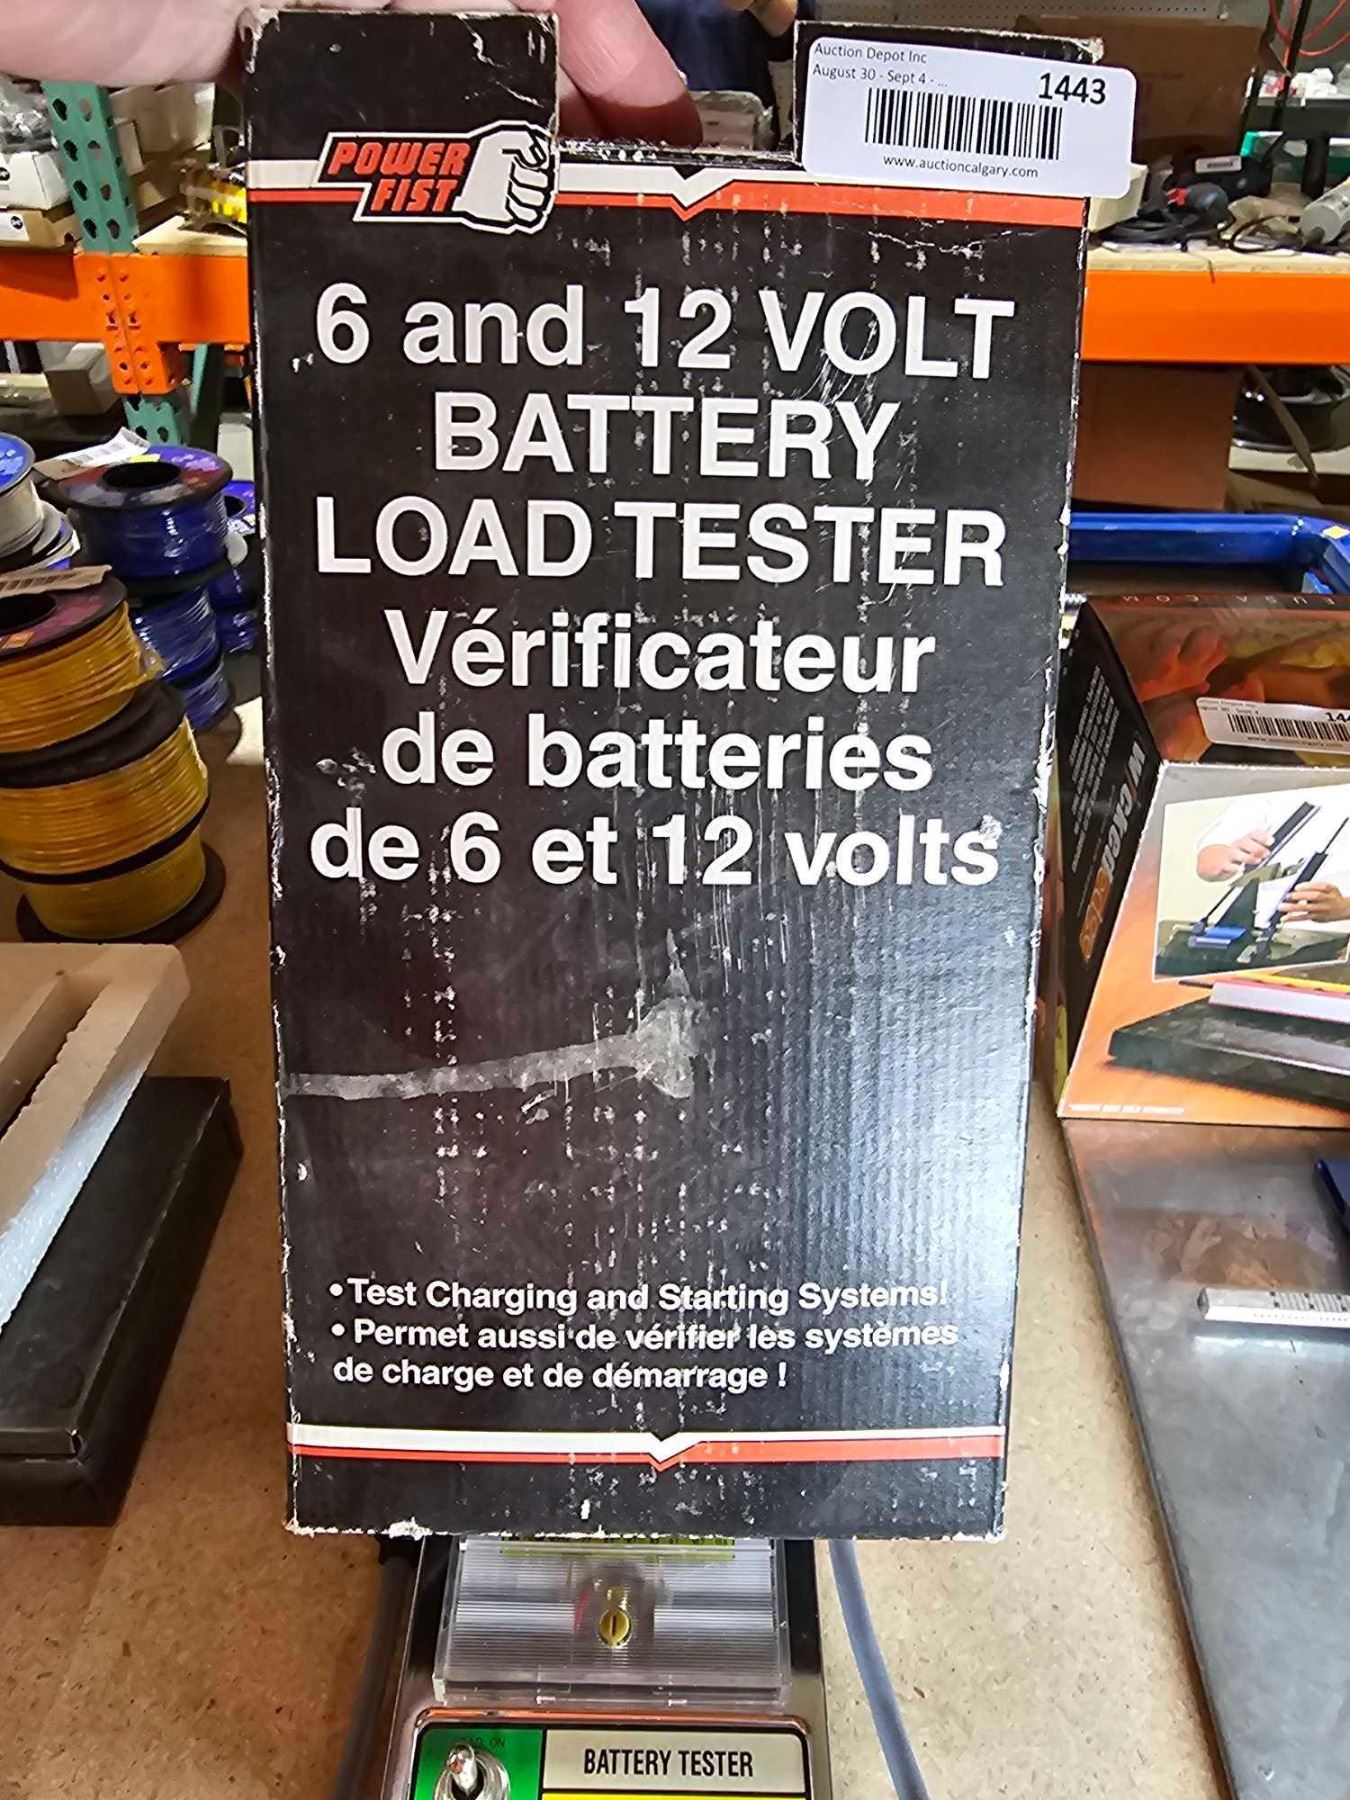 Auction Depot Inc
August 30 - Sept 4 - ...
1443
www.auctioncalgary.com
POWER
FIST
6 and 12 VOLT
BATTERY
LOAD TESTER
Vérificateur
de batteries
de 6 et 12 volts
• Test Charging and Starting Systems!
• Permet aussi de vérifier les systèmes
de charge et de démarrage !
BATTERY TESTER